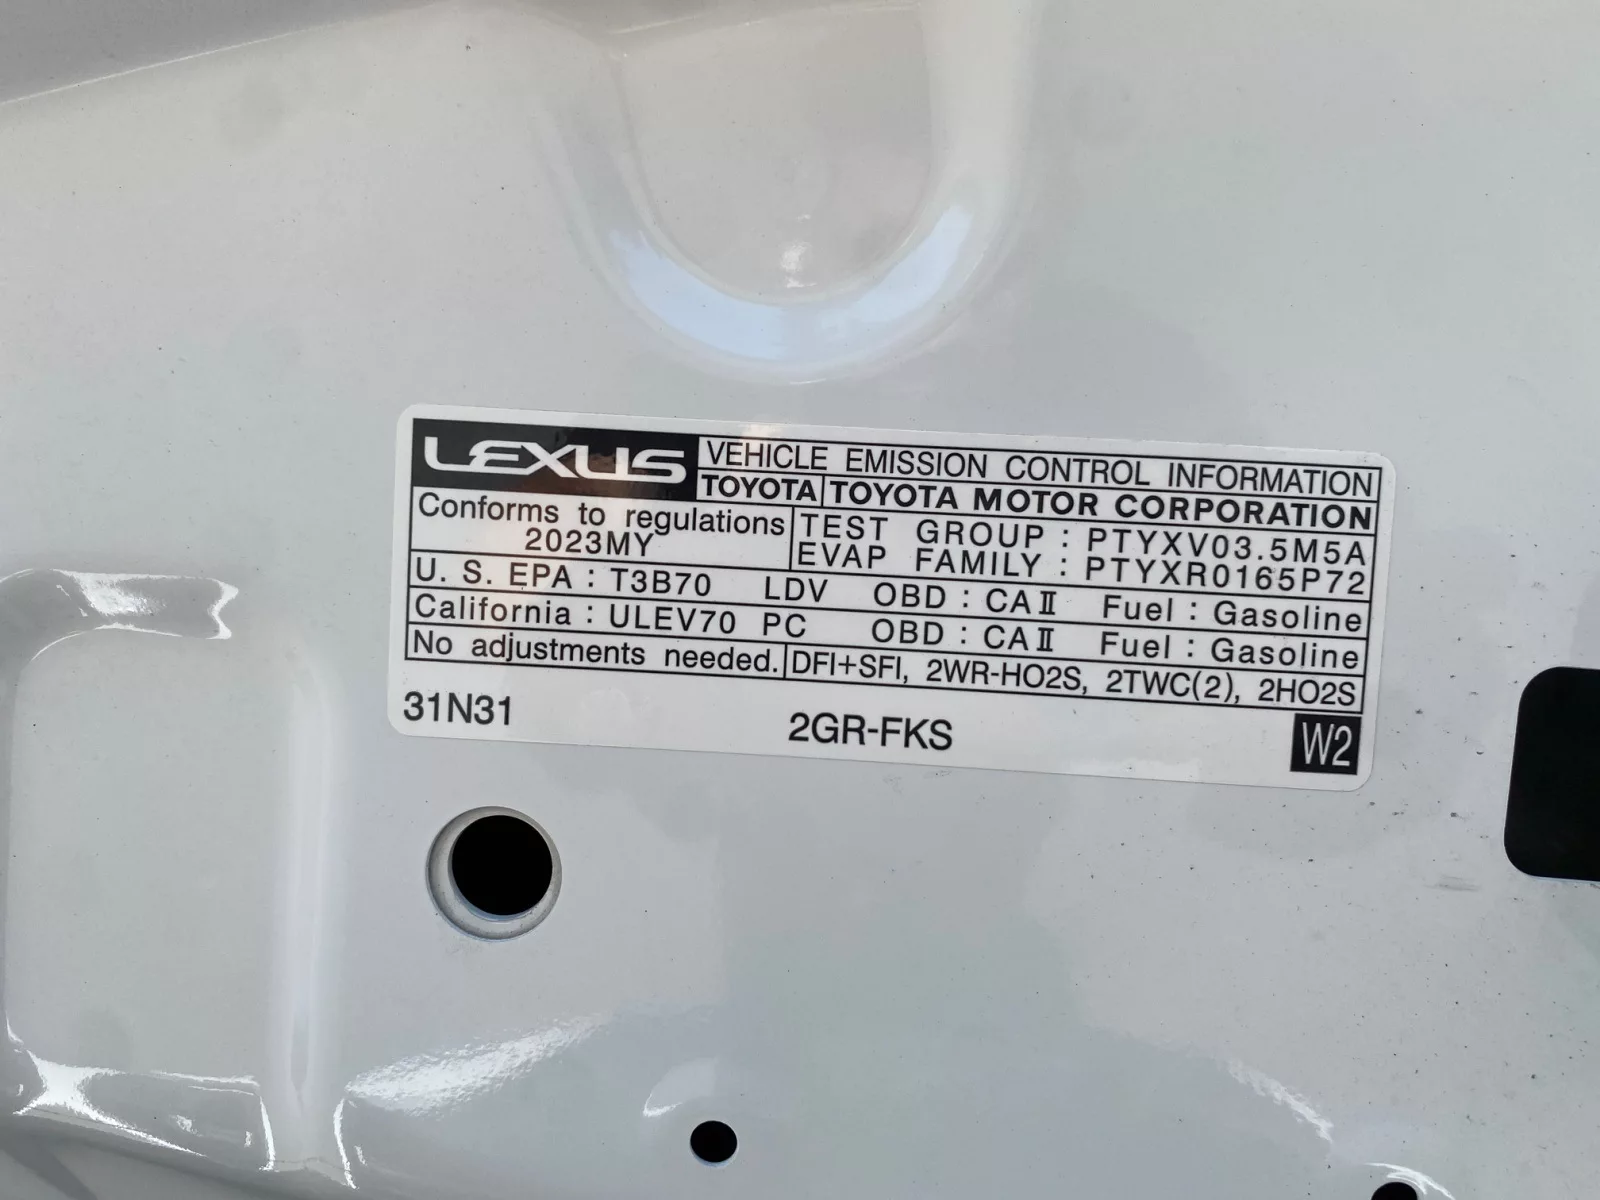 LEXUS VEHICLE EMISSION CONTROL INFORMATION
TOYOTA TOYOTA MOTOR CORPORATION
Conforms to regulations
2023MY
TEST GROUP : PTYXV03.5M5A
EVAP FAMILY : PTYXR0165P72
U. S. EPA : T3B70 LDV OBD : CAⅡ Fuel : Gasoline
California : ULEV70 PC OBD : CAⅡ Fuel : Gasoline
No adjustments needed. DFI+SFI, 2WR-HO2S, 2TWC(2), 2HO2S
31N31 2GR-FKS W2